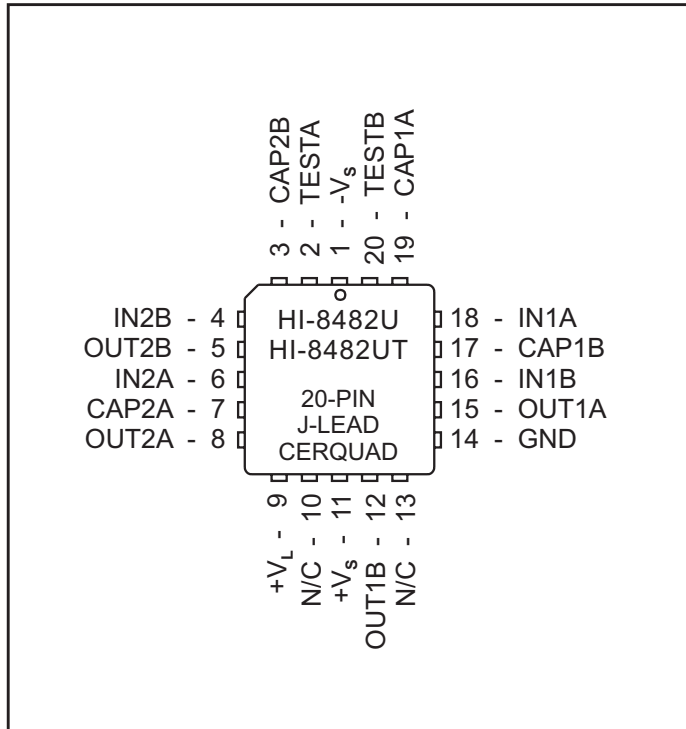 3 - CAP2B
2 - TESTA
1 - -Vs
20 - TESTB
19 - CAP1A
IN2B - 4
OUT2B - 5
IN2A - 6
CAP2A - 7
OUT2A - 8
HI-8482U
HI-8482UT
20-PIN
J-LEAD
CERQUAD
18 - IN1A
17 - CAP1B
16 - IN1B
15 - OUT1A
14 - GND
+VL - 9
N/C - 10
+Vs - 11
OUT1B - 12
N/C - 13